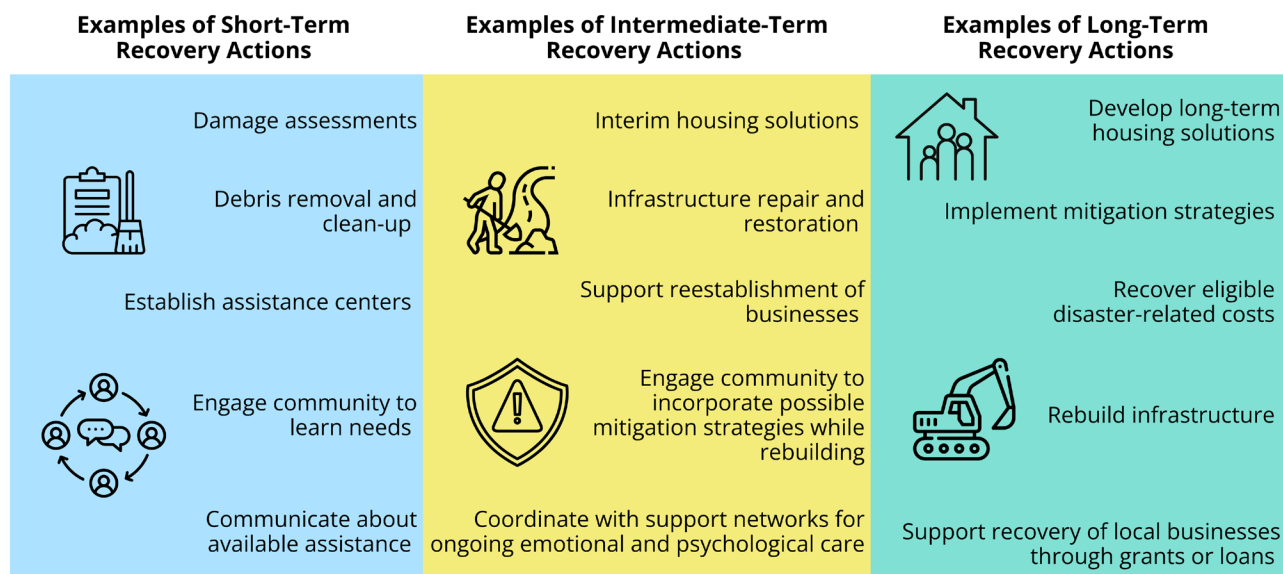 Examples of Short-Term
Recovery Actions
Damage assessments
Debris removal and
clean-up
Establish assistance centers
Engage community to
learn needs
Communicate about
available assistance
Examples of Intermediate-Term
Recovery Actions
Interim housing solutions
Infrastructure repair and
restoration
Support reestablishment of
businesses
Engage community to
incorporate possible
mitigation strategies while
rebuilding
Coordinate with support networks for
ongoing emotional and psychological care
Examples of Long-Term
Recovery Actions
Develop long-term
housing solutions
Implement mitigation strategies
Recover eligible
disaster-related costs
Rebuild infrastructure
Support recovery of local businesses
through grants or loans